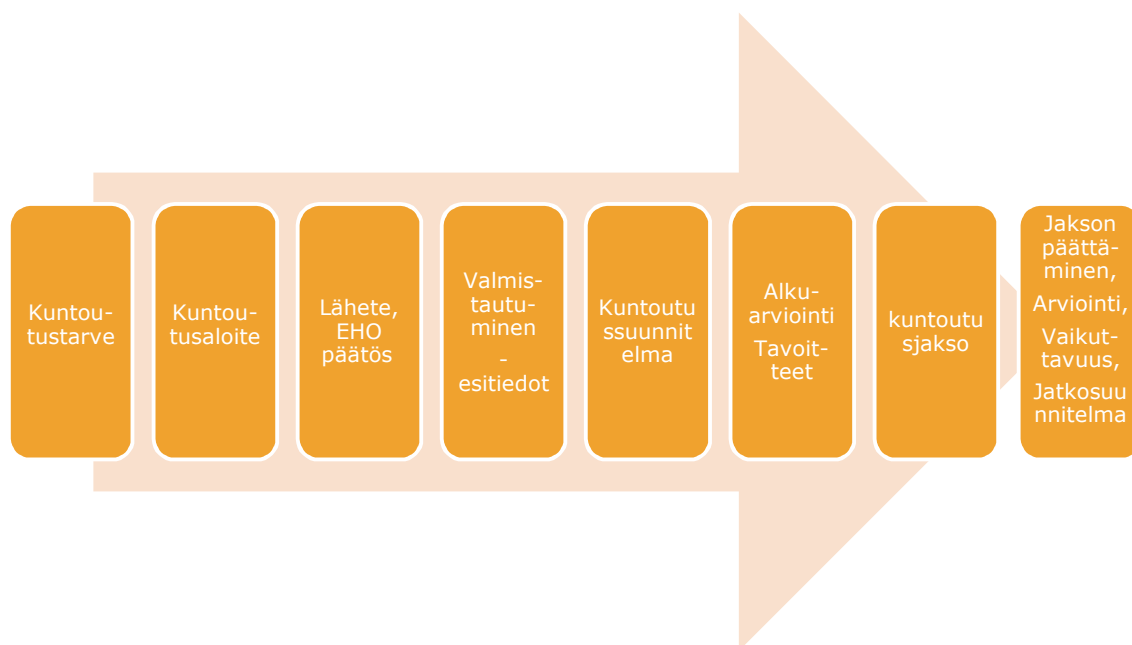 Kuntou-
tustarve
Kuntou-
tusaloite
Lähete,
EHO
päätös
Valmis-
tautu-
minen
-
esitiedot
Kuntoutu
ssuunnit
elma
Alku-
arviointi
Tavoit-
teet
kuntoutu
sjakso
Jakson
päättä-
minen,
Arviointi,
Vaikut-
tavuus,
Jatkosuu
nnitelma